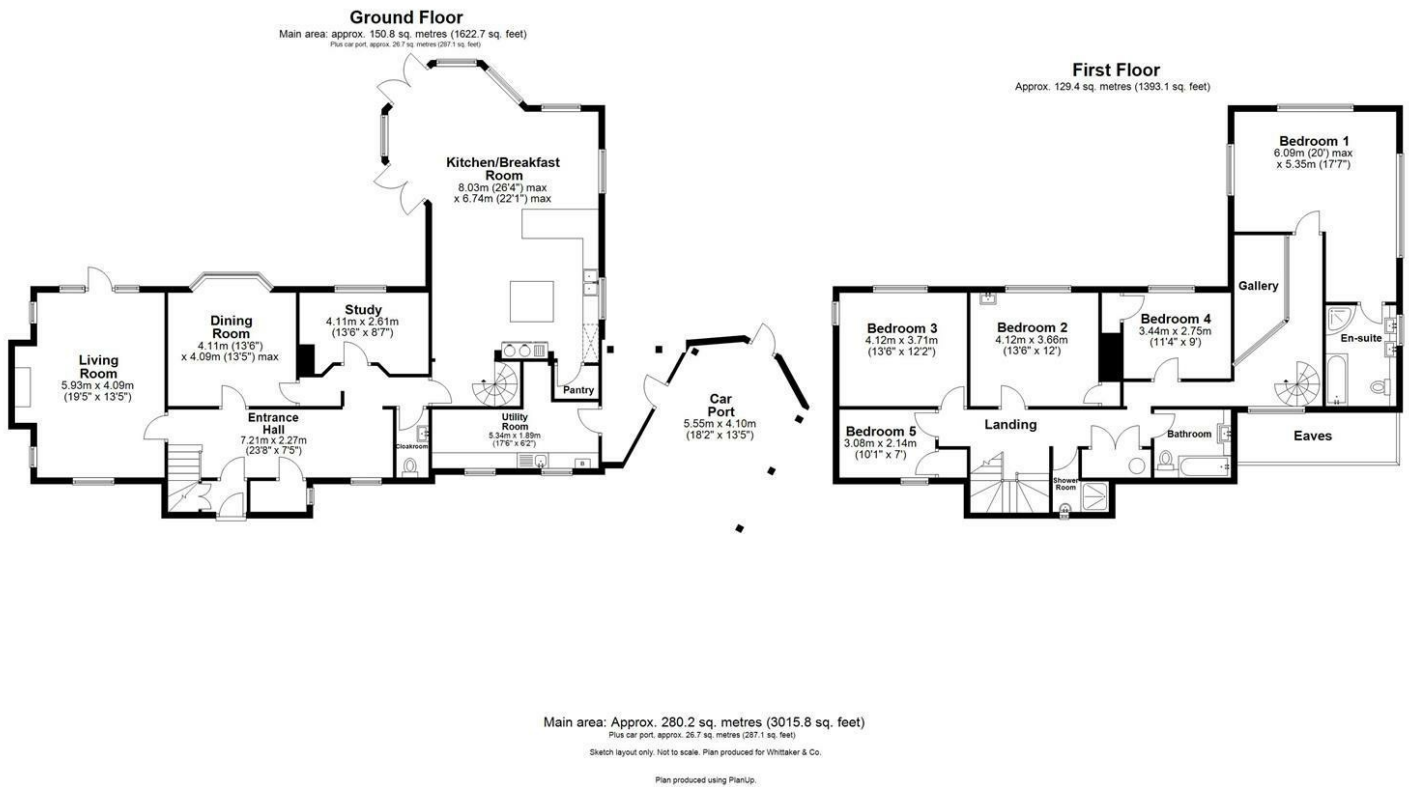 Ground Floor
Main area: approx. 150.8 sq. metres (1622.7 sq. feet)
Plus car port, approx. 26.7 sq. metres (287.1 sq. feet)
Kitchen/Breakfast
Room
8.03m (26'4") max
x 6.74m (22'1") max
Study
4.11m x 2.61m
(13'6" x 8'7")
Dining
Room
4.11m (13'6")
x 4.09m (13'5") max
Living
Room
5.93m x 4.09m
(19'5" x 13'5")
Pantry
Entrance
Hall
7.21m x 2.27m
(23'8" x 7'5")
Cloakroom
Utility
Room
5.34m x 1.89m
(17'6" x 6'2")
Car
Port
5.55m x 4.10m
(18'2" x 13'5")
First Floor
Approx. 129.4 sq. metres (1393.1 sq. feet)
Bedroom 1
6.09m (20') max
x 5.35m (17'7")
Gallery
Bedroom 3
4.12m x 3.71m
(13'6" x 12'2")
Bedroom 2
4.12m x 3.66m
(13'6" x 12')
Bedroom 4
3.44m x 2.75m
(11'4" x 9')
En-suite
Bedroom 5
3.08m x 2.14m
(10'1" x 7')
Landing
Bathroom
Eaves
Shower
Room
Main area: Approx. 280.2 sq. metres (3015.8 sq. feet)
Plus car port, approx. 26.7 sq. metres (287.1 sq. feet)
Sketch layout only. Not to scale. Plan produced for Whittaker & Co.
Plan produced using PlanUp.